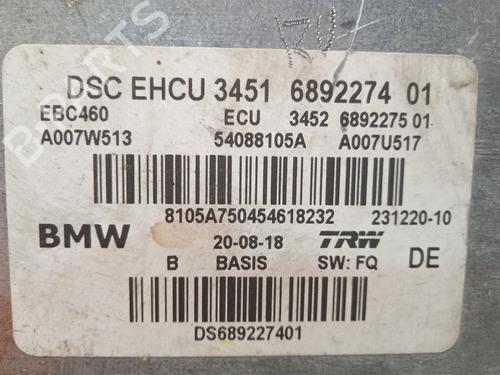 DSC EHCU 3451 6892274 01
EBC460 ECU 3452 6892275 01
A007W513 54088105A A007U517
8105A750454618232 231220-10
BMW 20-08-18 TRW DE
B BASIS SW: FQ
DS689227401